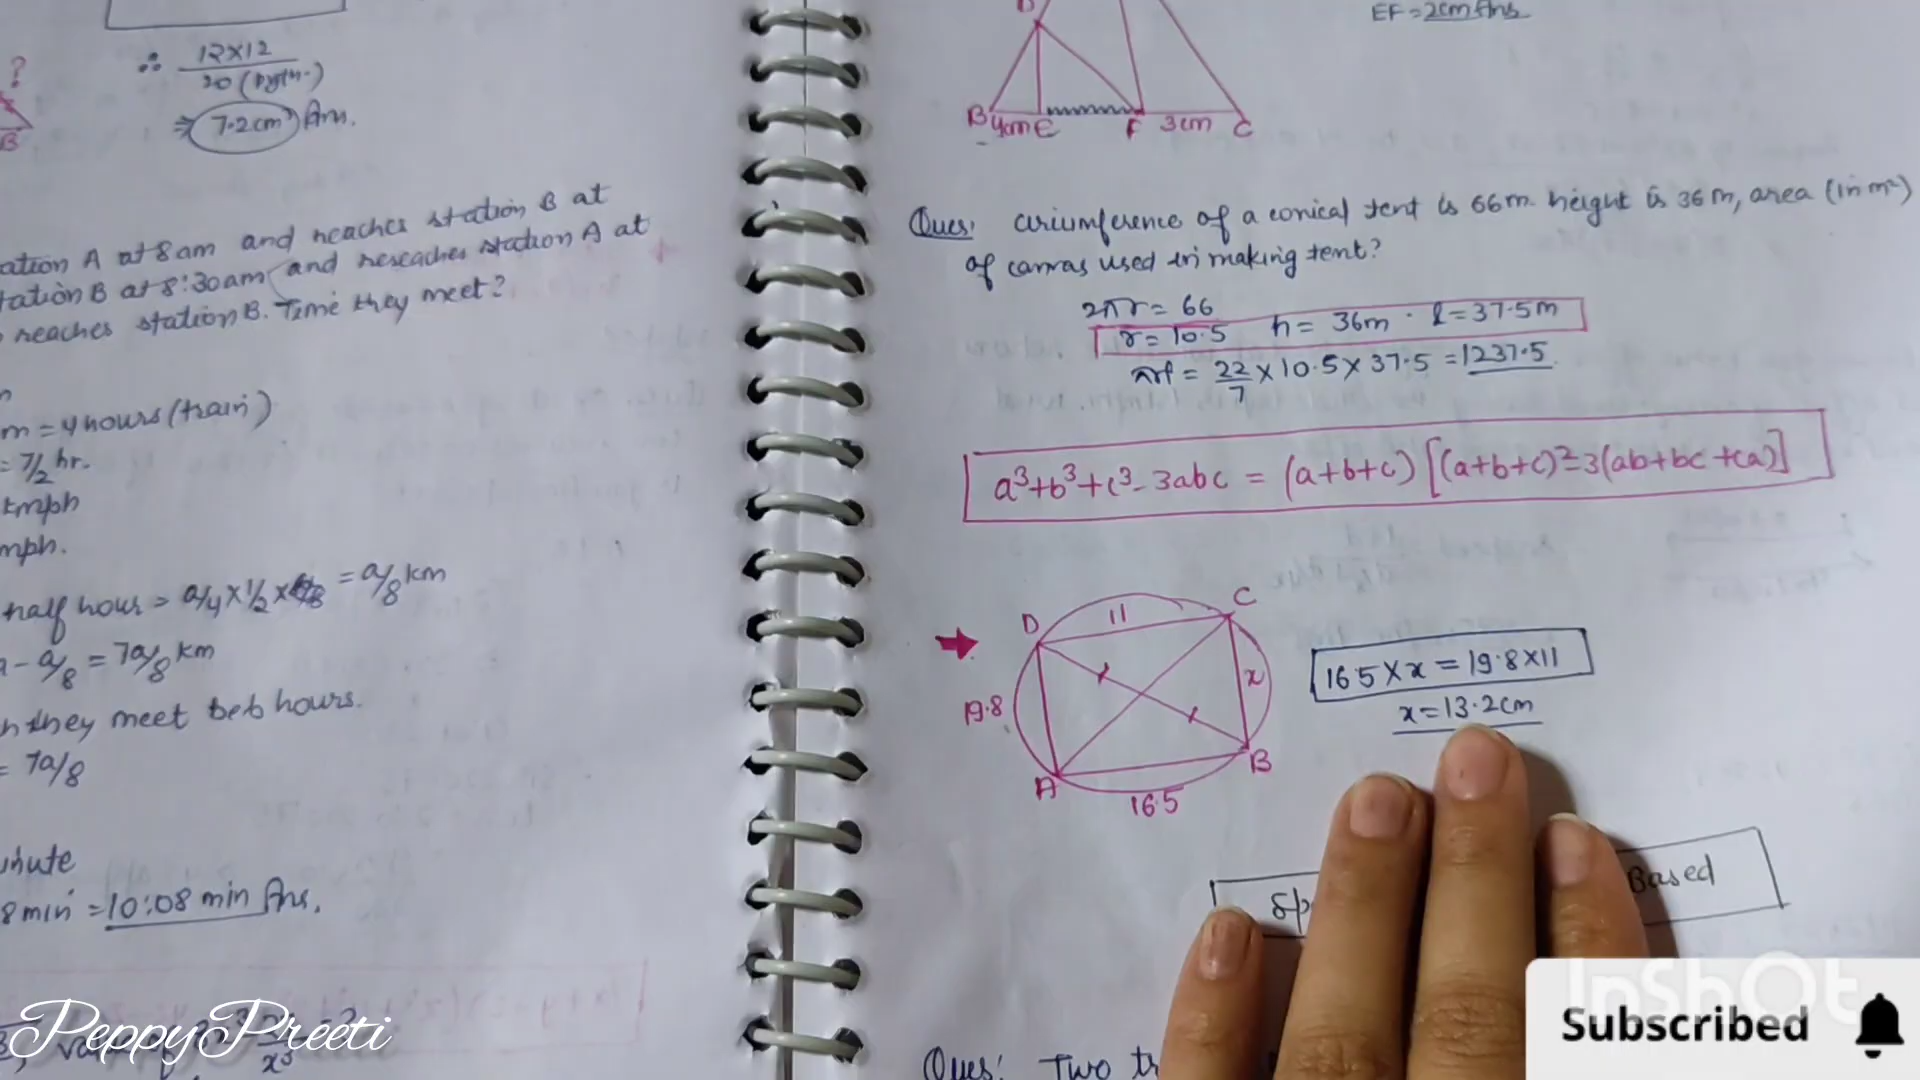 ?
∴ 12×12
20
⇒ 7.2cm Ans.
B
ation A at 8am and reaches station B at
tation B at 8:30am and rereaches station A at
reaches station B. Time they meet?
m = 4 hours (train)
= 7/2 hr.
kmph
mph.
half hour = a/4 × 1/2 × = a/8 km
- a/8 = 7a/8 km
they meet be t hours.
= 7a/8
8 min = 10:08 min Ans.
x³
PeppyPreeti
EF = 2cm Ans
D
B 4cm E F 3cm C
Ques: circumference of a conical tent is 66m height is 36m, area (in m²)
of canvas used in making tent?
2πr = 66
r = 10.5 h = 36m . l = 37.5m
πrl = 22/7 × 10.5 × 37.5 = 1237.5
a³+b³+c³-3abc = (a+b+c) [(a+b+c)²-3(ab+bc+ca)]
D 11 C
19.8 x
A 16.5 B
16.5 × x = 19.8 × 11
x = 13.2cm
Based
Ques: Two
InShOt
Subscribed